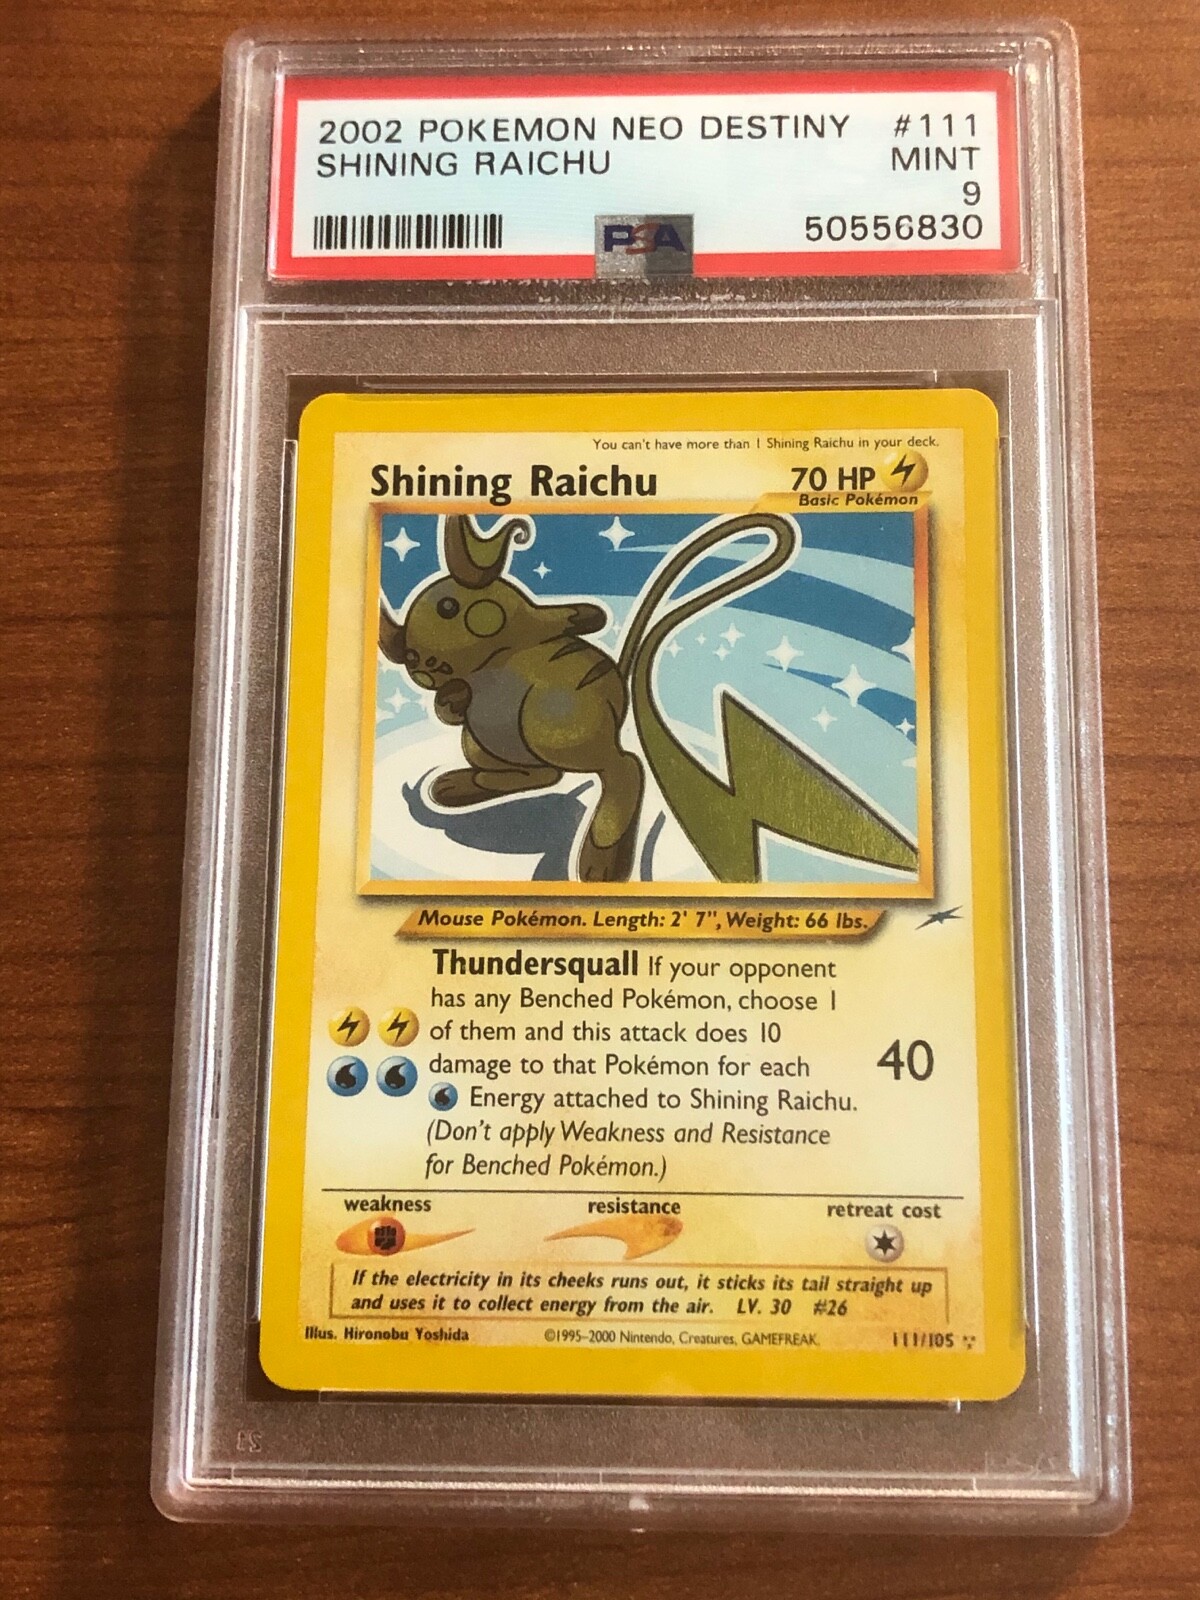 2002 POKEMON NEO DESTINY #111
SHINING RAICHU MINT
9
PSA 50556830
You can't have more than 1 Shining Raichu in your deck.
Shining Raichu 70 HP
Basic Pokémon
Mouse Pokémon. Length: 2' 7", Weight: 66 lbs.
Thundersquall If your opponent
has any Benched Pokémon, choose 1
of them and this attack does 10
damage to that Pokémon for each 40
Energy attached to Shining Raichu.
(Don't apply Weakness and Resistance
for Benched Pokémon.)
weakness resistance retreat cost
If the electricity in its cheeks runs out, it sticks its tail straight up
and uses it to collect energy from the air. LV. 30 #26
Illus. Hironobu Yoshida ©1995–2000 Nintendo, Creatures, GAMEFREAK. 111/105